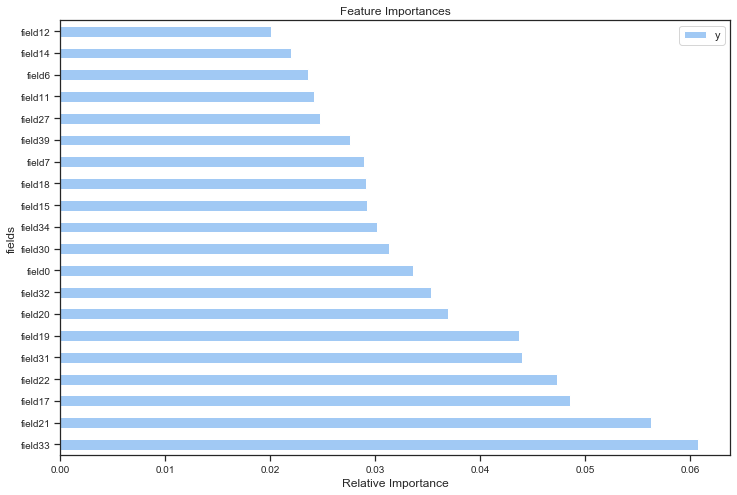 Feature Importances
y
fields
field12
field14
field6
field11
field27
field39
field7
field18
field15
field34
field30
field0
field32
field20
field19
field31
field22
field17
field21
field33
0.00 0.01 0.02 0.03 0.04 0.05 0.06
Relative Importance